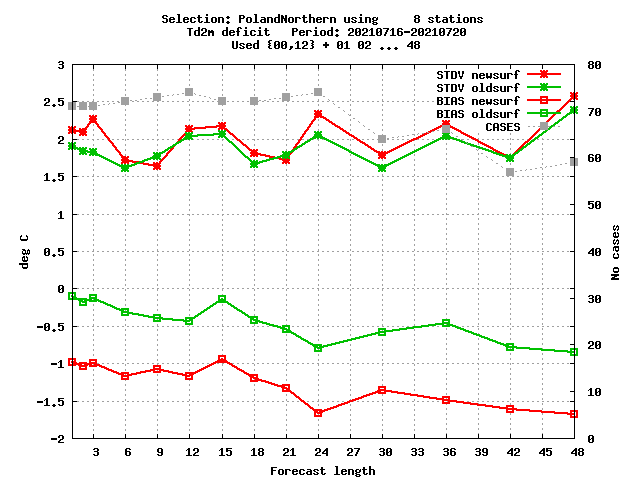 Selection: PolandNorthern using     8 stations
Td2m deficit   Period: 20210716-20210720
Used {00,12} + 01 02 ... 48
STDV newsurf
STDV oldsurf
BIAS newsurf
BIAS oldsurf
CASES
3
2.5
2
1.5
1
0.5
0
-0.5
-1
-1.5
-2
deg C
80
70
60
50
40
30
20
10
0
No cases
3 6 9 12 15 18 21 24 27 30 33 36 39 42 45 48
Forecast length